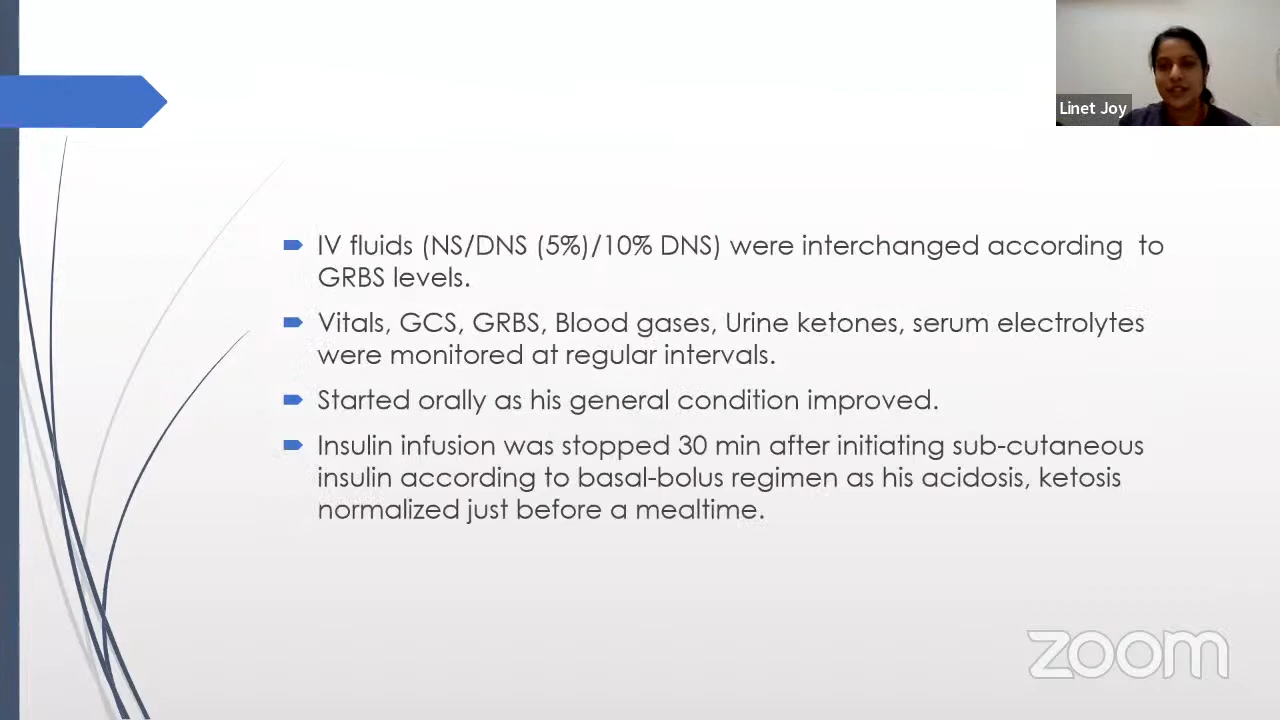 Linet Joy
IV fluids (NS/DNS (5%)/10% DNS) were interchanged according to
GRBS levels.
Vitals, GCS, GRBS, Blood gases, Urine ketones, serum electrolytes
were monitored at regular intervals.
Started orally as his general condition improved.
Insulin infusion was stopped 30 min after initiating sub-cutaneous
insulin according to basal-bolus regimen as his acidosis, ketosis
normalized just before a mealtime.
zoom